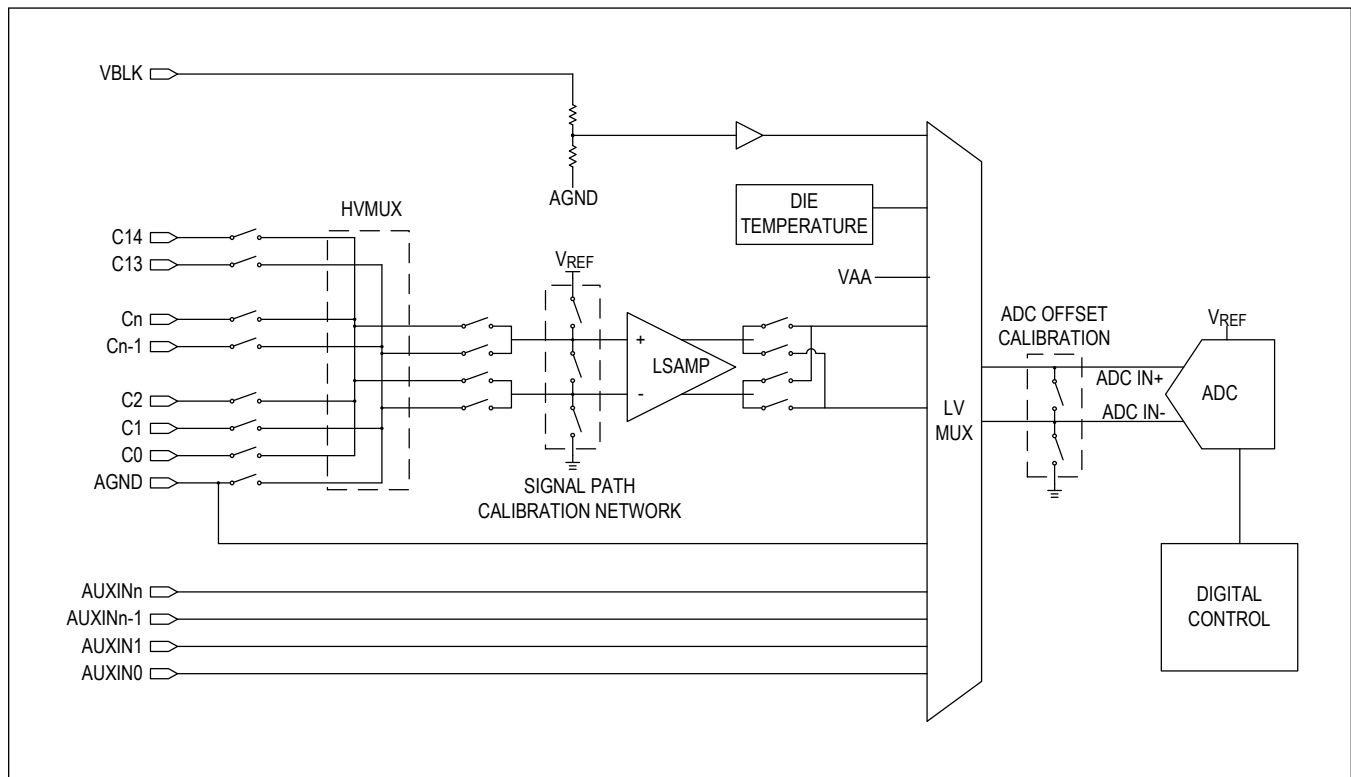 VBLK
AGND
DIE
TEMPERATURE
HVMUX
C14
C13
VREF
VAA
Cn
Cn-1
ADC OFFSET
CALIBRATION
VREF
+
LSAMP
-
ADC IN+
ADC
ADC IN-
C2
C1
C0
AGND
LV
MUX
SIGNAL PATH
CALIBRATION NETWORK
AUXINn
AUXINn-1
AUXIN1
AUXIN0
DIGITAL
CONTROL